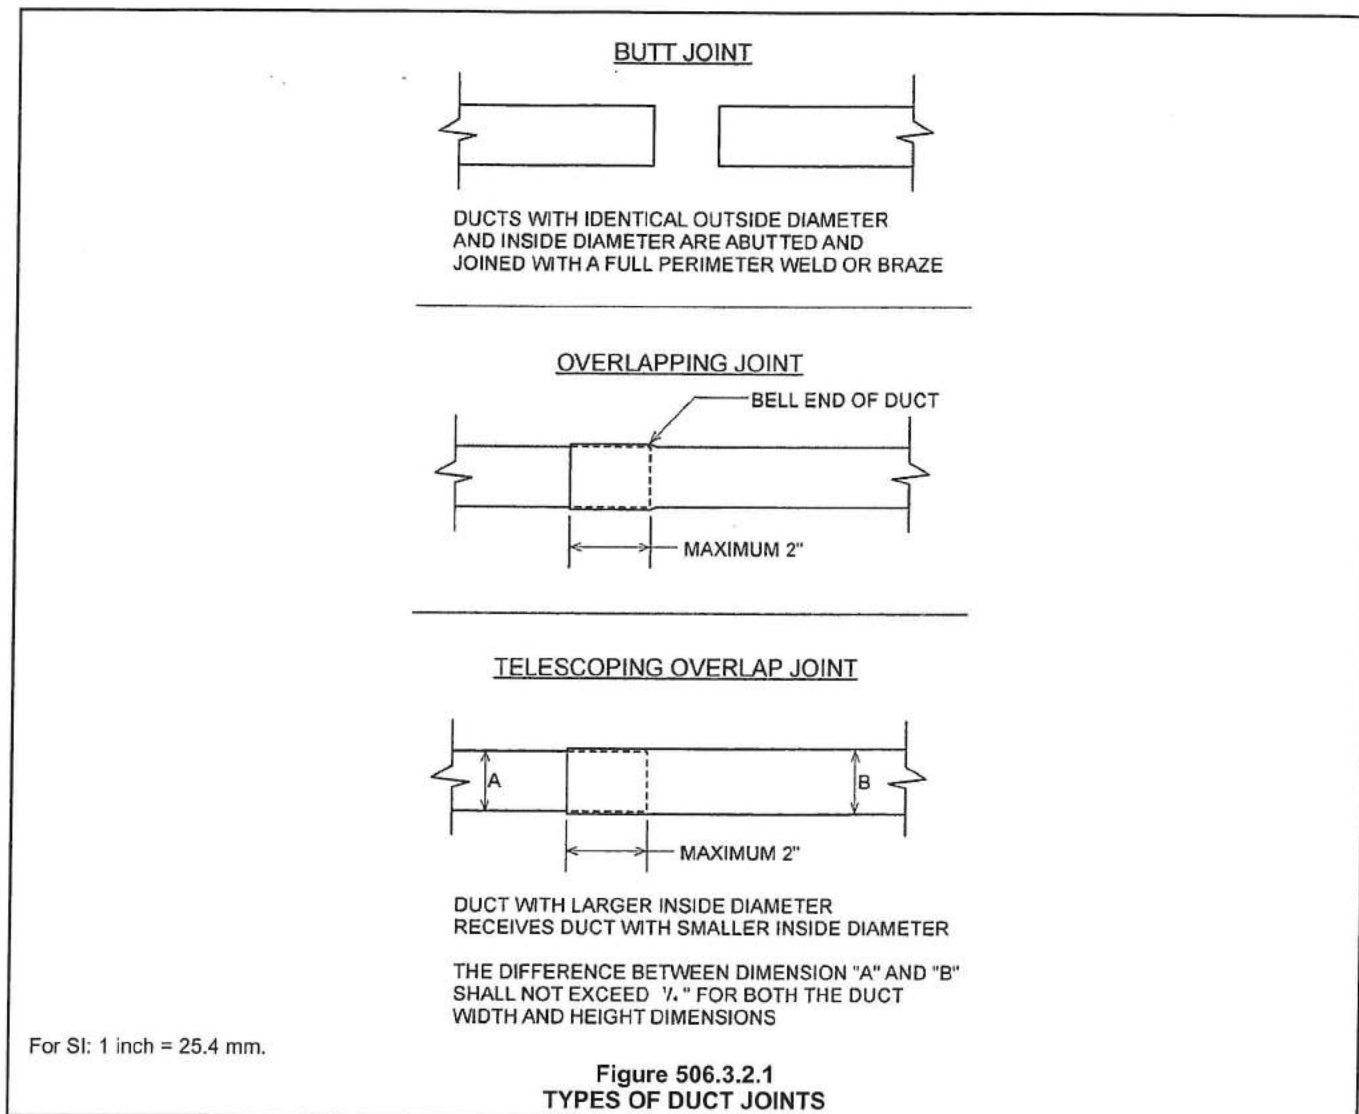 BUTT JOINT
DUCTS WITH IDENTICAL OUTSIDE DIAMETER
AND INSIDE DIAMETER ARE ABUTTED AND
JOINED WITH A FULL PERIMETER WELD OR BRAZE
OVERLAPPING JOINT
BELL END OF DUCT
MAXIMUM 2"
TELESCOPING OVERLAP JOINT
A
B
MAXIMUM 2"
DUCT WITH LARGER INSIDE DIAMETER
RECEIVES DUCT WITH SMALLER INSIDE DIAMETER
THE DIFFERENCE BETWEEN DIMENSION "A" AND "B"
SHALL NOT EXCEED ¼" FOR BOTH THE DUCT
WIDTH AND HEIGHT DIMENSIONS
For SI: 1 inch = 25.4 mm.
Figure 506.3.2.1
TYPES OF DUCT JOINTS